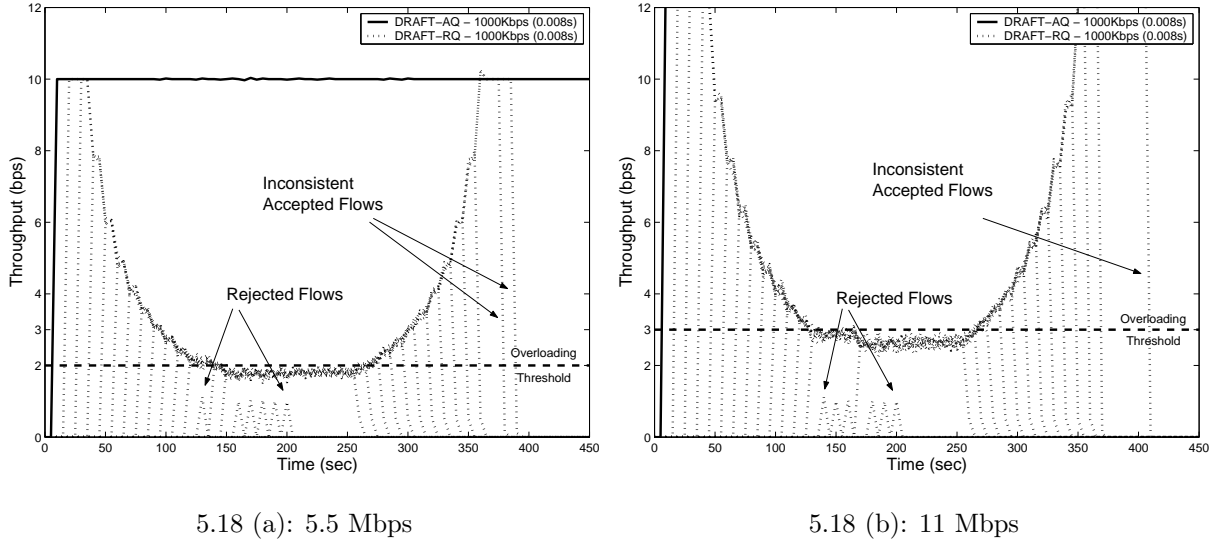 DRAFT−AQ − 1000Kbps (0.008s)
DRAFT−RQ − 1000Kbps (0.008s)
12
10
8
6
4
3
2
0
Throughput (bps)
Inconsistent
Accepted Flows
Rejected Flows
Overloading
Threshold
0
50
100
150
200
250
300
350
400
450
Time (sec)
5.18 (a): 5.5 Mbps
DRAFT−AQ − 1000Kbps (0.008s)
DRAFT−RQ − 1000Kbps (0.008s)
12
10
8
6
4
3
2
0
Throughput (bps)
Inconsistent
Accepted Flows
Rejected Flows
Overloading
Threshold
0
50
100
150
200
250
300
350
400
450
Time (sec)
5.18 (b): 11 Mbps